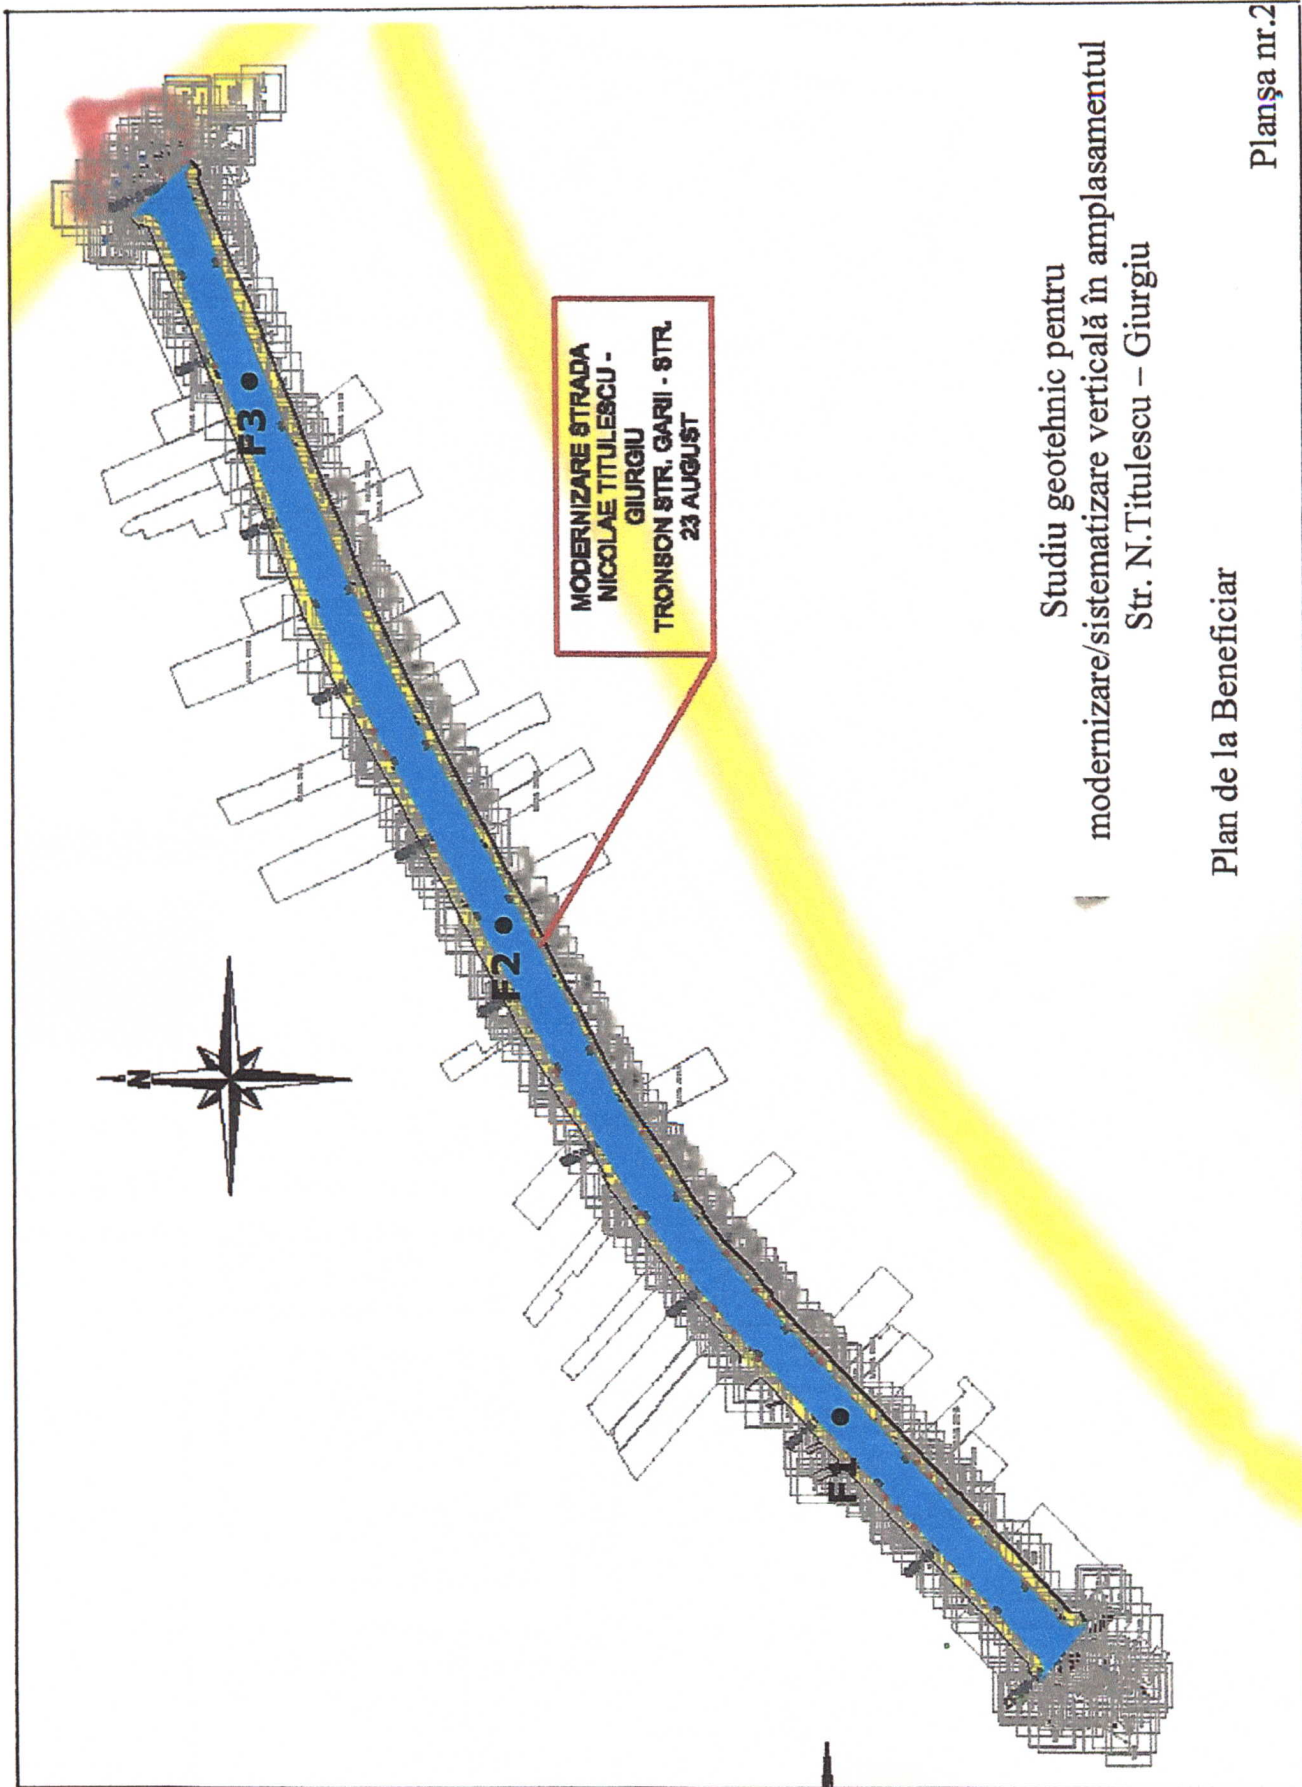 N
F3
F2
F1
MODERNIZARE STRADA
NICOLAE TITULESCU -
GIURGIU
TRONSON STR. GARII - STR.
23 AUGUST
Studiu geotehnic pentru
modernizare/sistematizare verticală în amplasamentul
Str. N.Titulescu – Giurgiu
Plan de la Beneficiar
Planşa nr.2